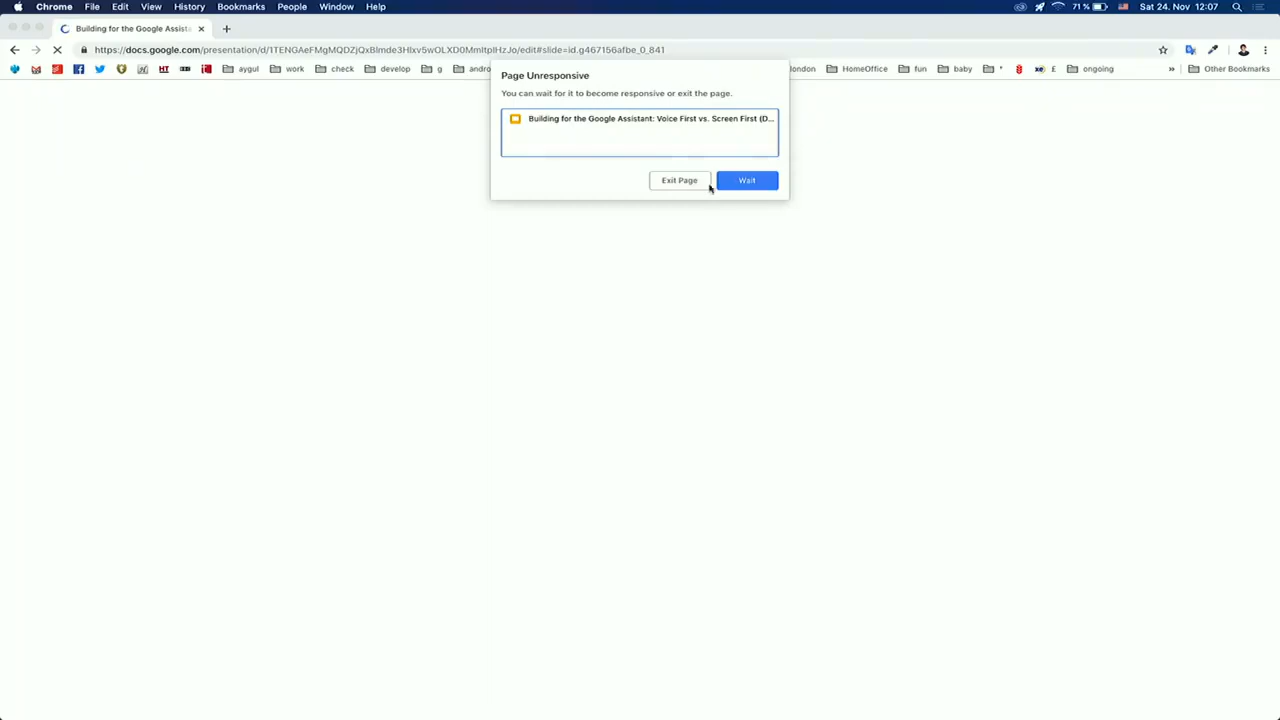 Chrome File Edit View History Bookmarks People Window Help 71 % Sat 24. Nov 12:07
Building for the Google Assista
https://docs.google.com/presentation/d/1TENGAeFMgMQDZjQxBlmde3Hlxv5wOLXD0MmltpIHzJo/edit#slide=id.g467156afbe_0_841
HT aygul work check develop g andro london HomeOffice fun baby * £ ongoing » Other Bookmarks
Page Unresponsive
You can wait for it to become responsive or exit the page.
Building for the Google Assistant: Voice First vs. Screen First (D...
Exit Page Wait